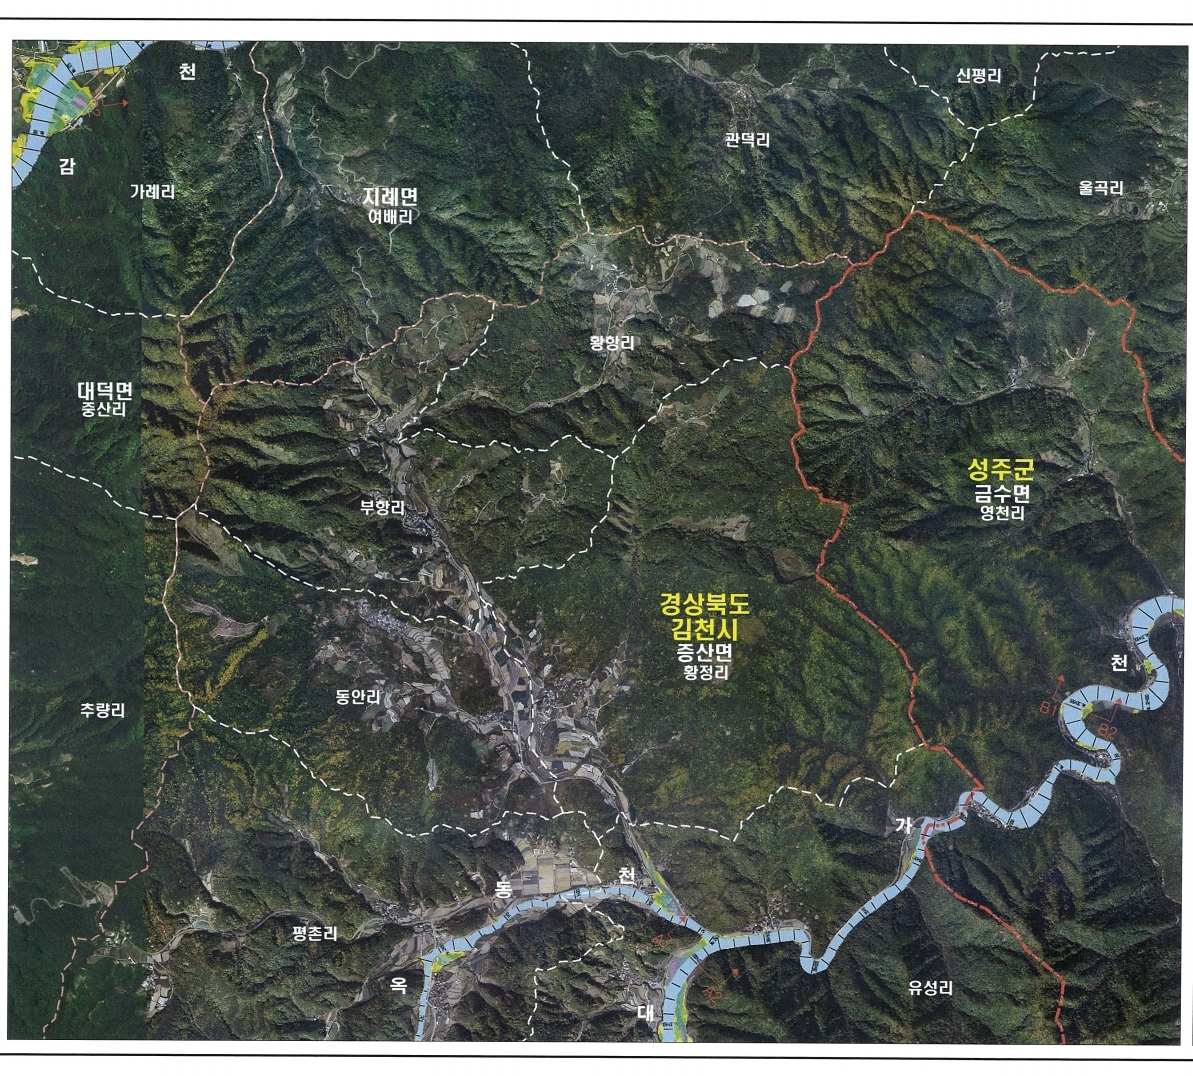 천
신평리
관덕리
감
가례리
지례면
여배리
울곡리
황항리
대덕면
중산리
성주군
금수면
영천리
부항리
경상북도
김천시
증산면
황정리
천
동안리
추량리
B1
B2
가
천
동
평촌리
옥
유성리
대